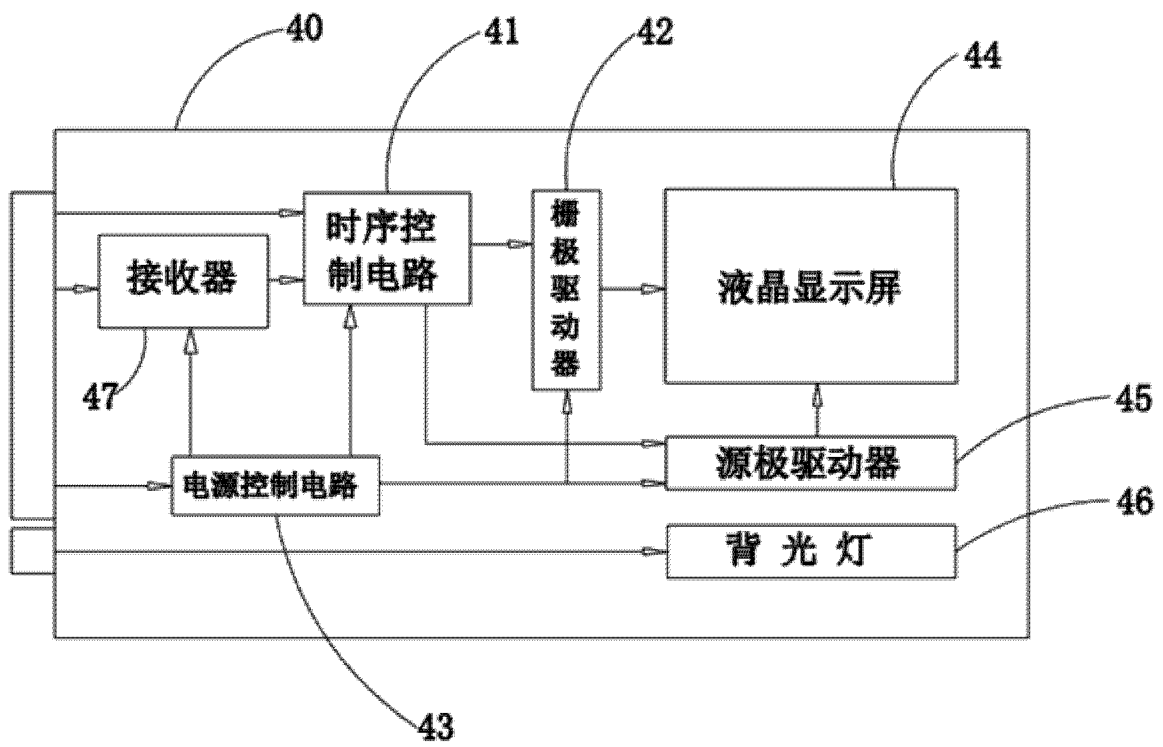 40
41
42
44
时序控
制电路
栅极驱动器
接收器
液晶显示屏
47
45
电源控制电路
源极驱动器
46
背光灯
43